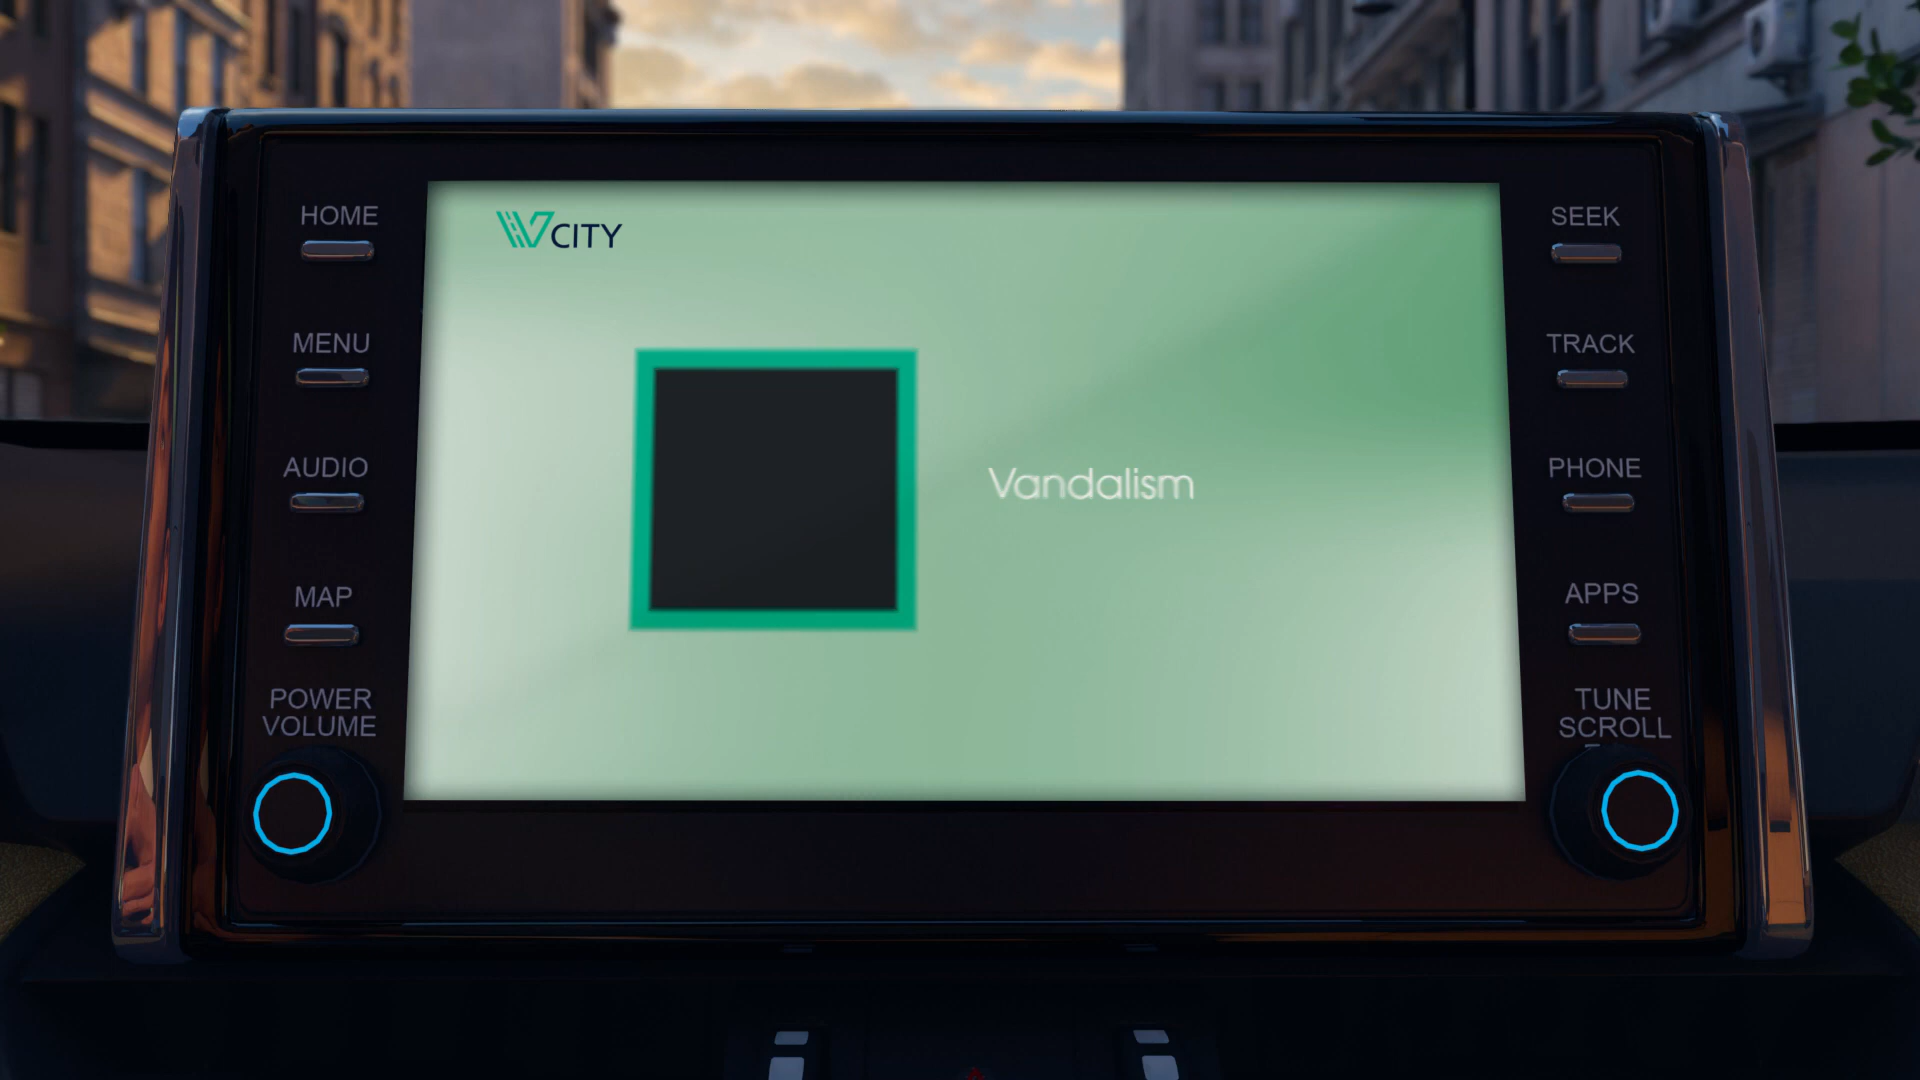 HOME
MENU
AUDIO
MAP
POWER
VOLUME
CITY
Vandalism
SEEK
TRACK
PHONE
APPS
TUNE
SCROLL